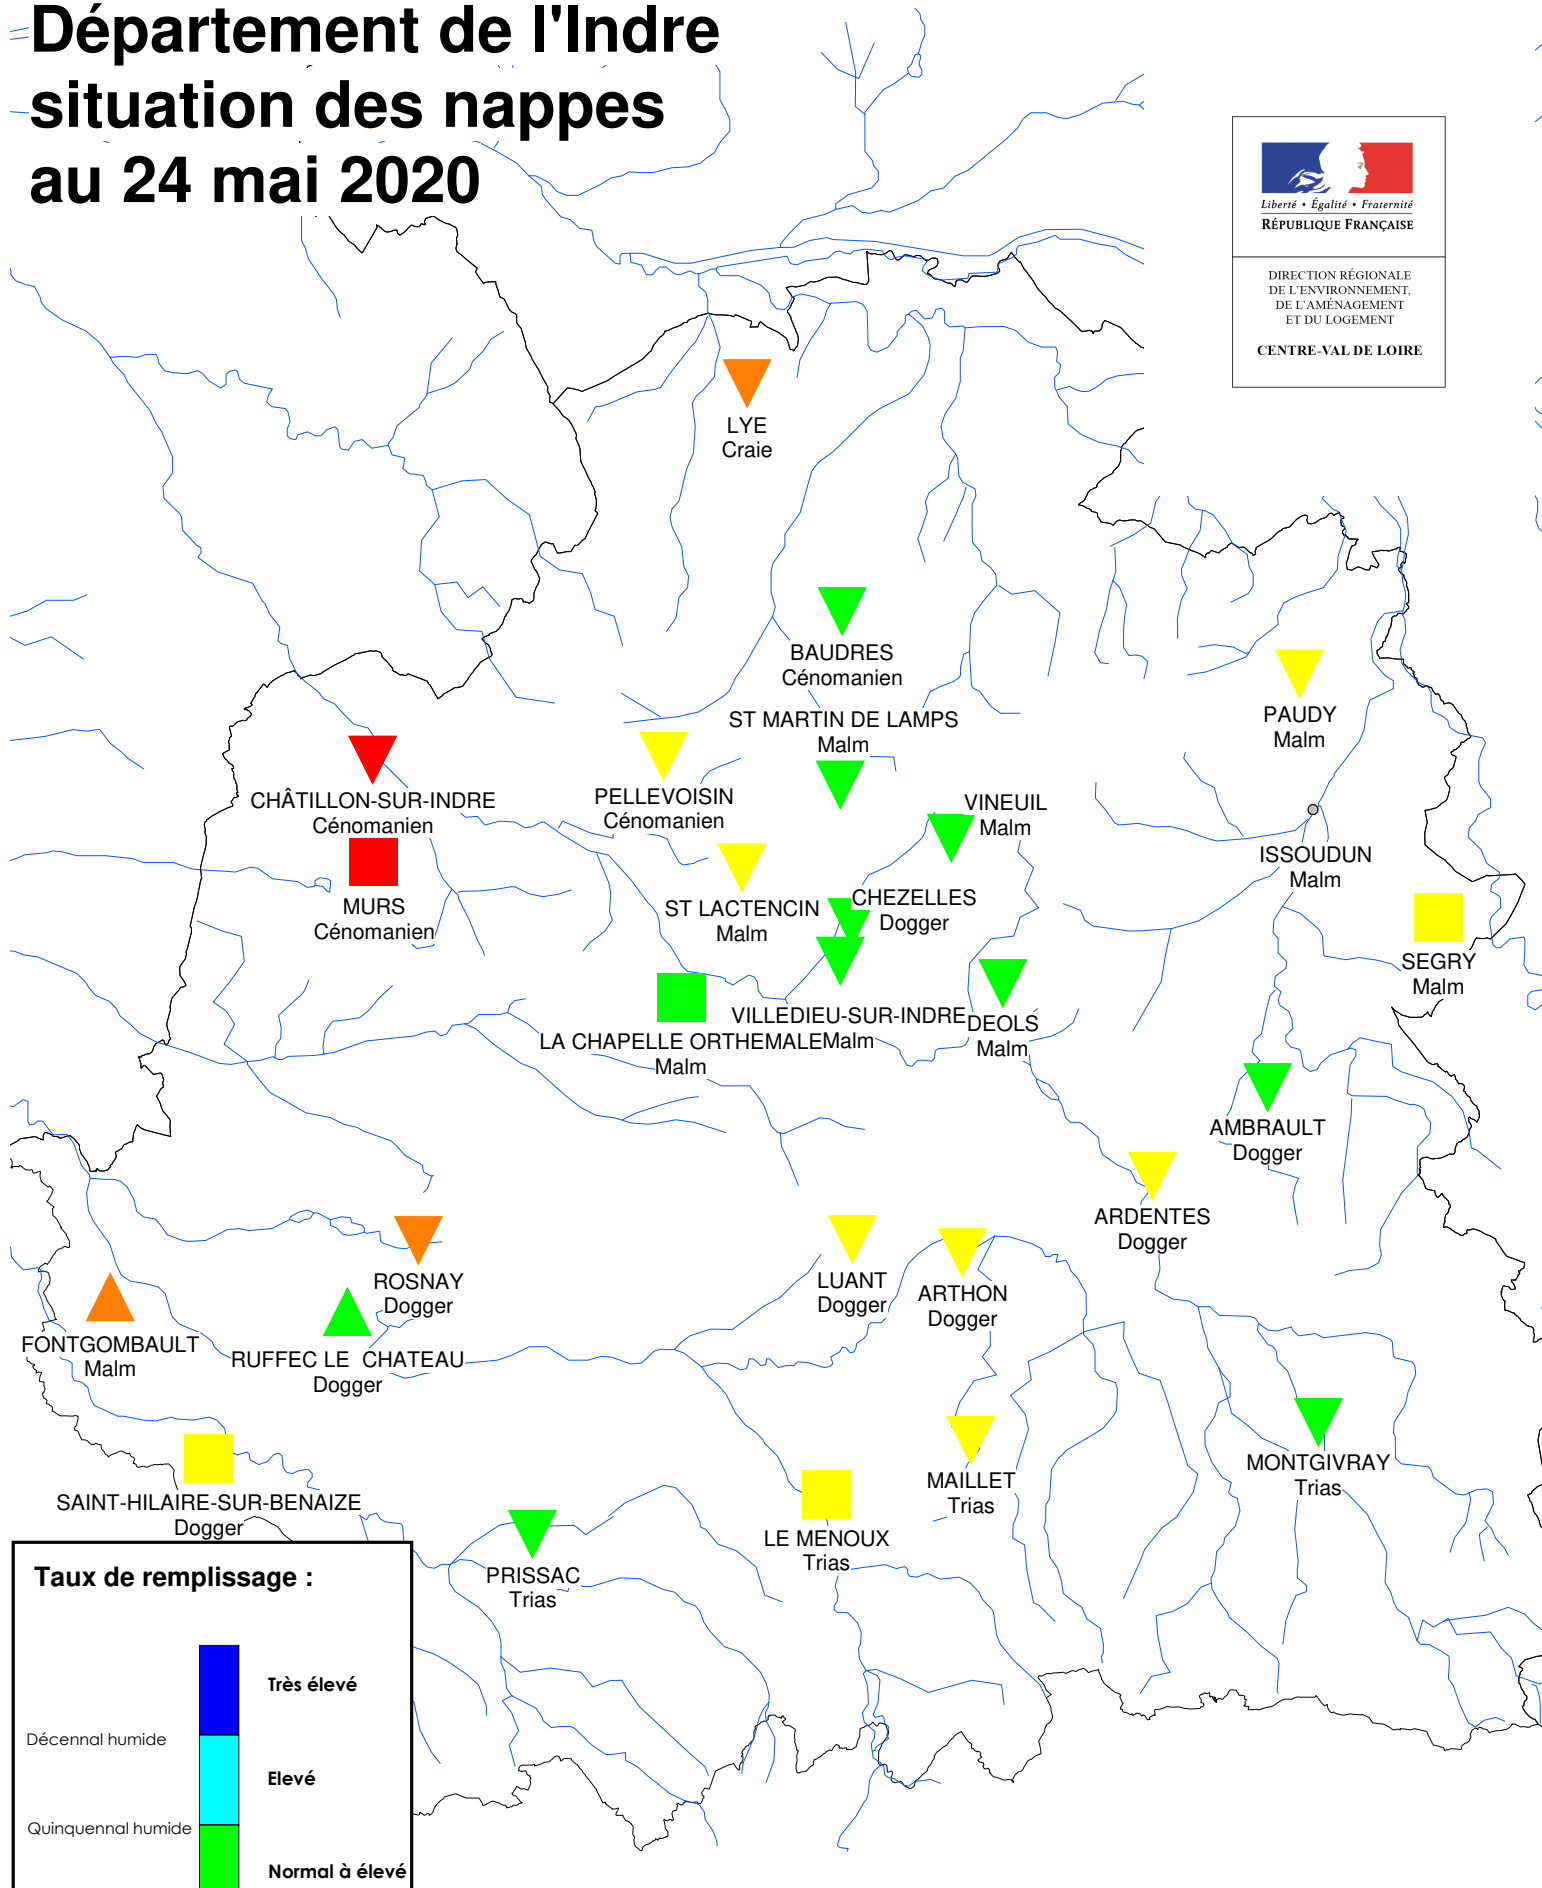 Département de l'Indre
situation des nappes
au 24 mai 2020
Liberté • Égalité • Fraternité
RÉPUBLIQUE FRANÇAISE
DIRECTION RÉGIONALE
DE L'ENVIRONNEMENT,
DE L'AMÉNAGEMENT
ET DU LOGEMENT
CENTRE-VAL DE LOIRE
LYE
Craie
BAUDRES
Cénomanien
PAUDY
Malm
ST MARTIN DE LAMPS
Malm
CHÂTILLON-SUR-INDRE
Cénomanien
PELLEVOISIN
Cénomanien
VINEUIL
Malm
ISSOUDUN
Malm
MURS
Cénomanien
ST LACTENCIN
Malm
CHEZELLES
Dogger
SEGRY
Malm
VILLEDIEU-SUR-INDRE
Malm
DEOLS
Malm
LA CHAPELLE ORTHEMALE
Malm
AMBRAULT
Dogger
ARDENTES
Dogger
ROSNAY
Dogger
LUANT
Dogger
ARTHON
Dogger
FONTGOMBAULT
Malm
RUFFEC LE CHATEAU
Dogger
MONTGIVRAY
Trias
MAILLET
Trias
SAINT-HILAIRE-SUR-BENAIZE
Dogger
LE MENOUX
Trias
PRISSAC
Trias
Taux de remplissage :
Très élevé
Décennal humide
Elevé
Quinquennal humide
Normal à élevé